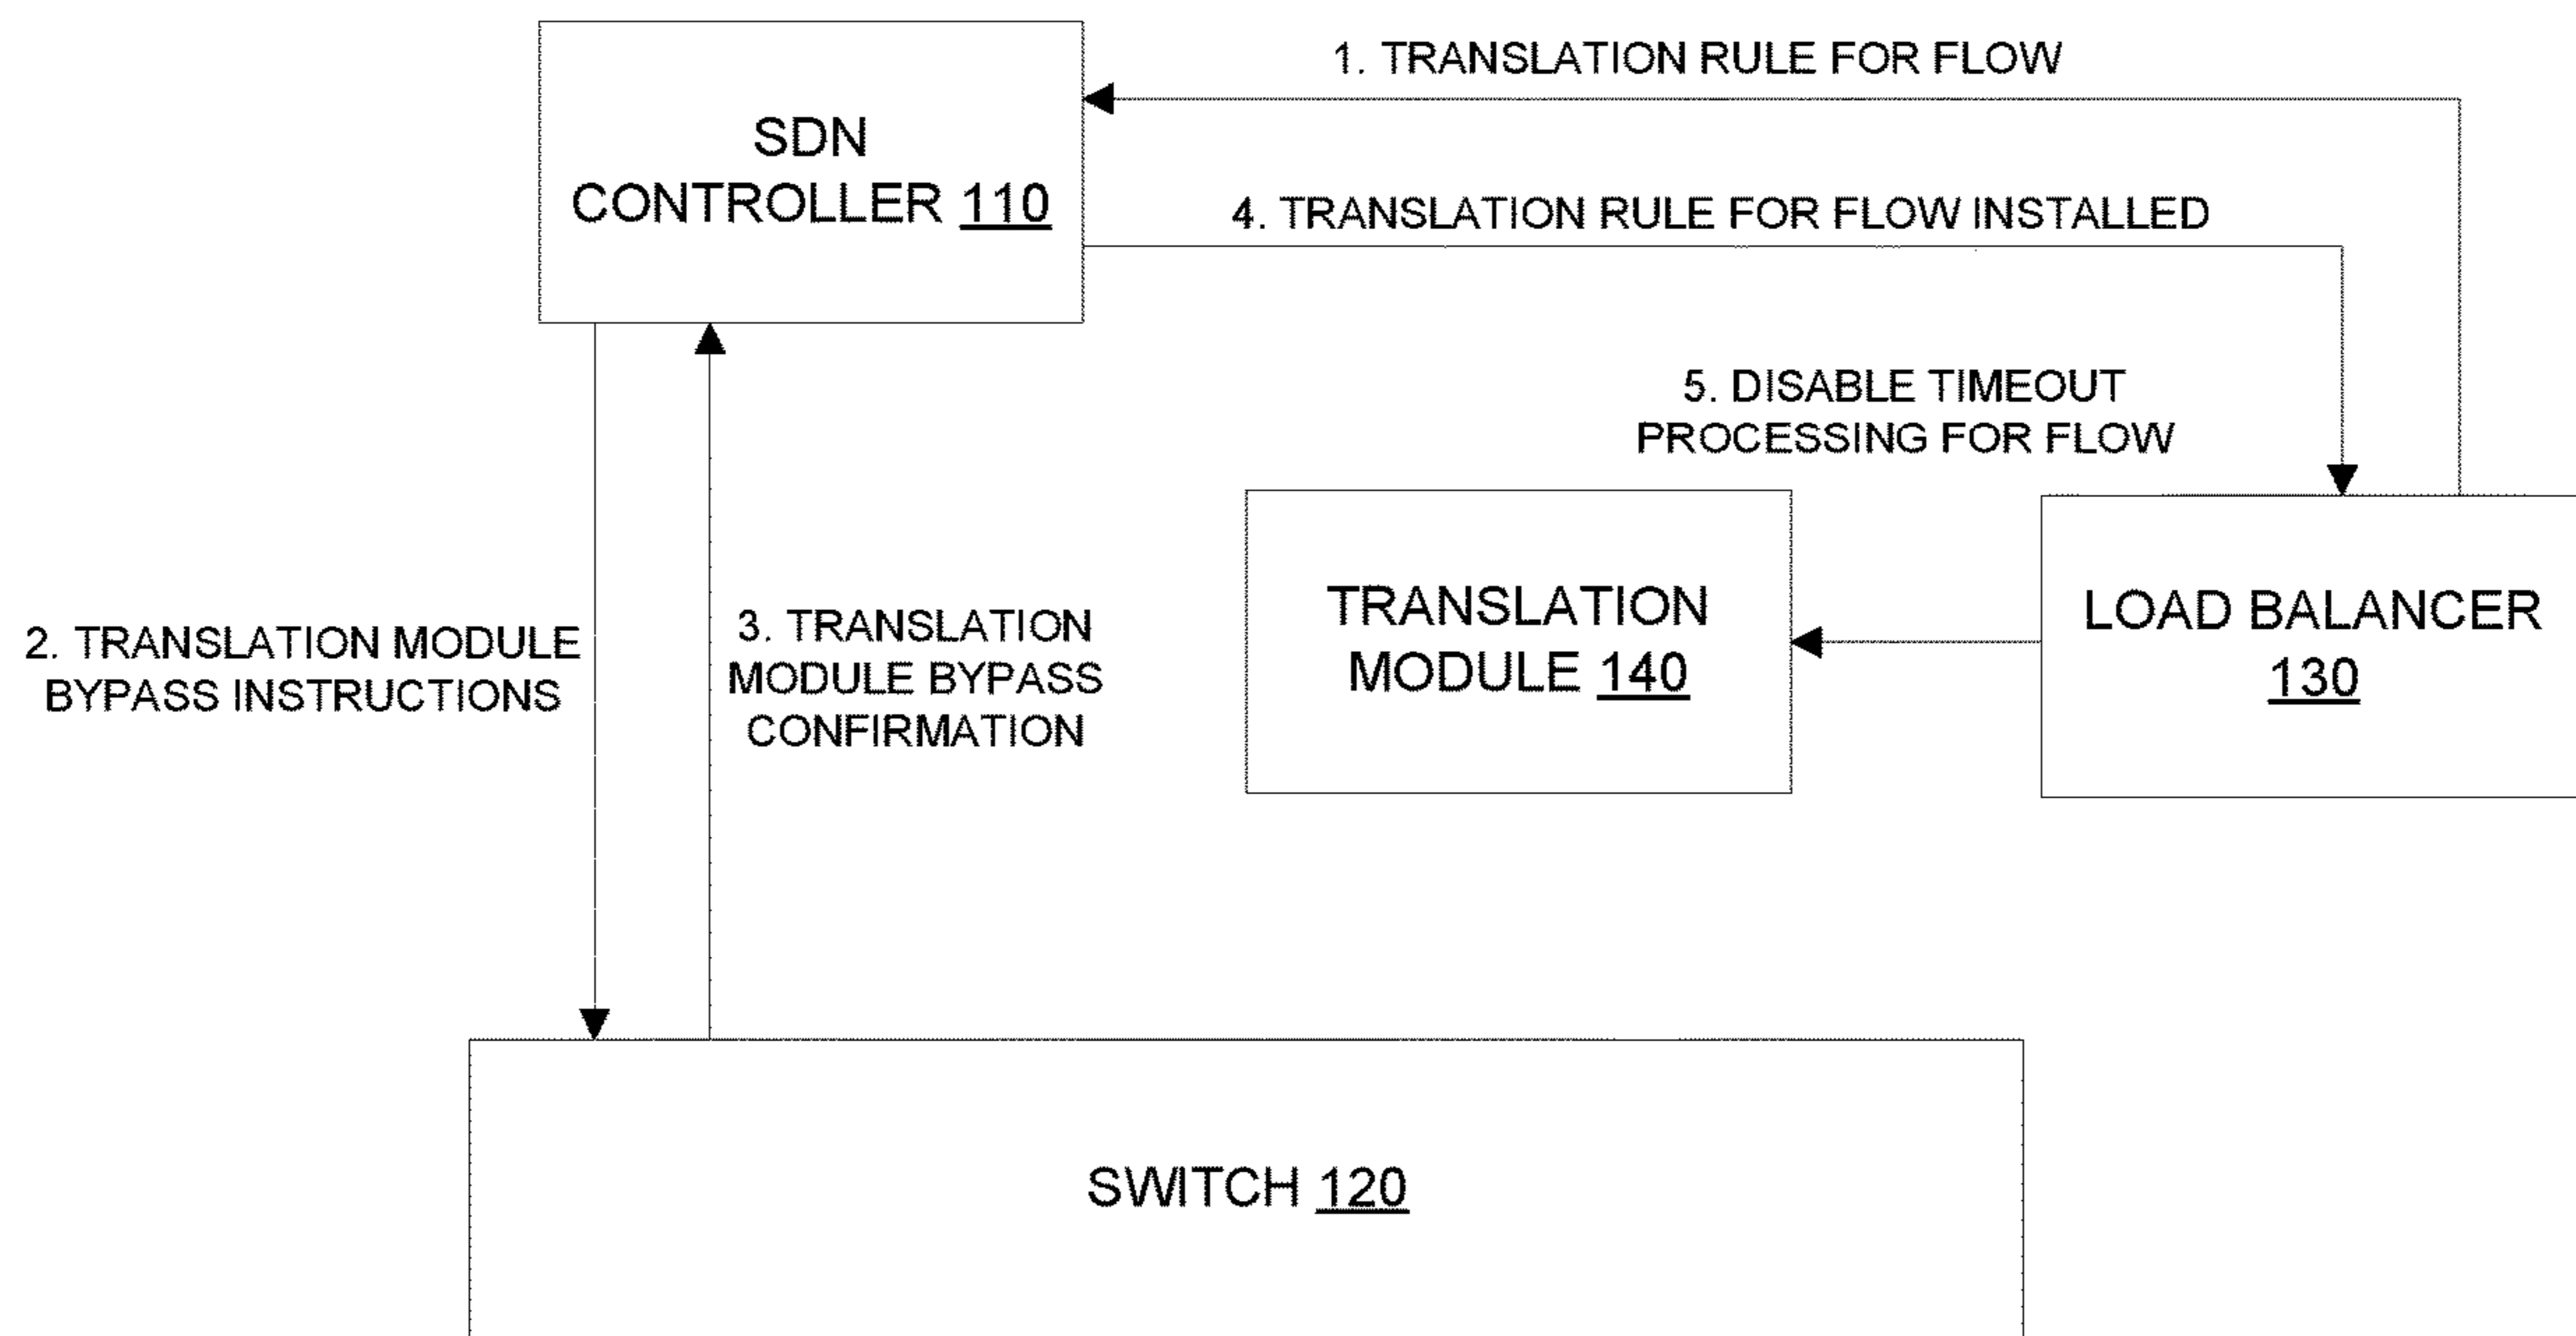 1. TRANSLATION RULE FOR FLOW
SDN
CONTROLLER 110
4. TRANSLATION RULE FOR FLOW INSTALLED
5. DISABLE TIMEOUT
PROCESSING FOR FLOW
TRANSLATION
MODULE 140
LOAD BALANCER
130
2. TRANSLATION MODULE
BYPASS INSTRUCTIONS
3. TRANSLATION
MODULE BYPASS
CONFIRMATION
SWITCH 120